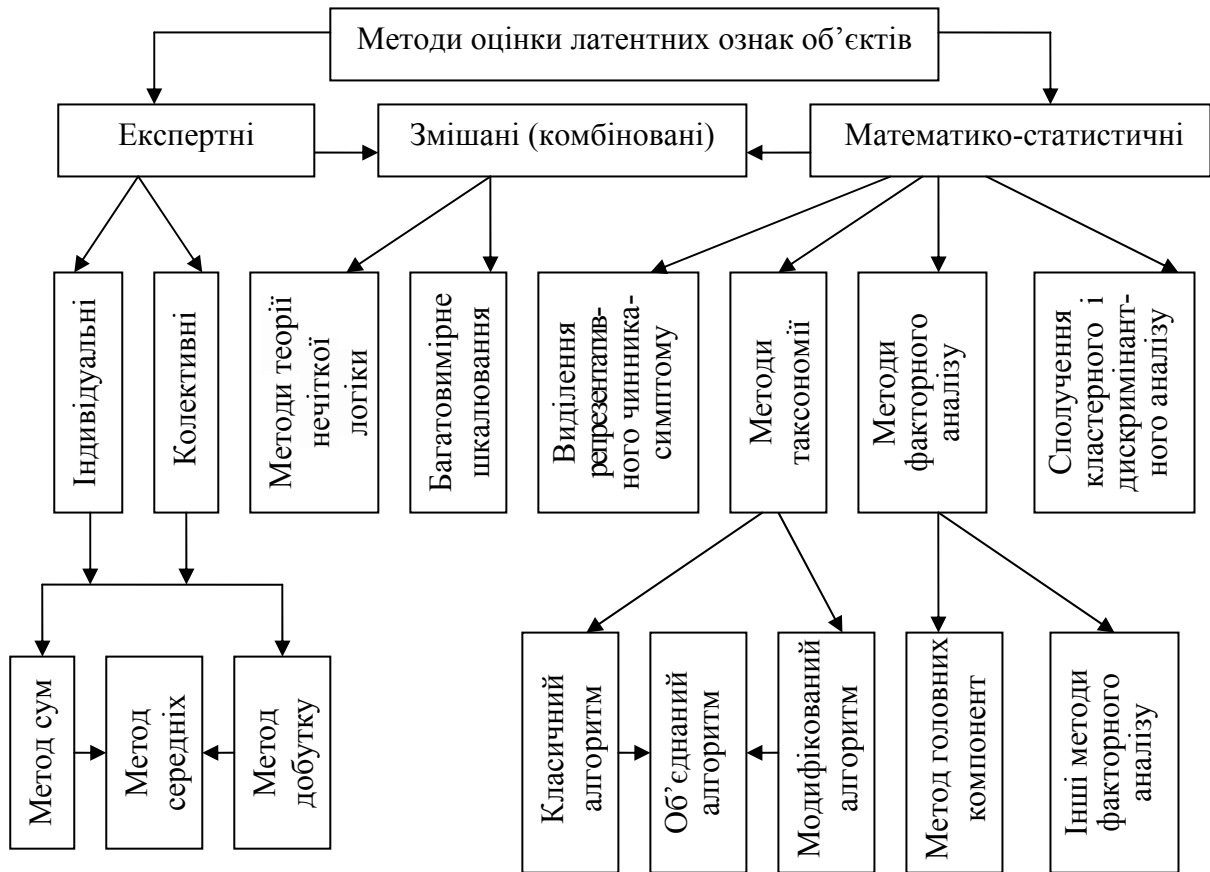 Методи оцінки латентних ознак об’єктів
Експертні
Змішані (комбіновані)
Математико-статистичні
Індивідуальні
Колективні
Методи теорії
нечіткої
логіки
Багатовимірне
шкалювання
Виділення
репрезентатив-
ного чинника-
симптому
Методи
таксономії
Методи
факторного
аналізу
Сполучення
кластерного і
дискримінант-
ного аналізу
Метод сум
Метод
середніх
Метод
добутку
Класичний
алгоритм
Об’єднаний
алгоритм
Модифікований
алгоритм
Метод головних
компонент
Інші методи
факторного
аналізу